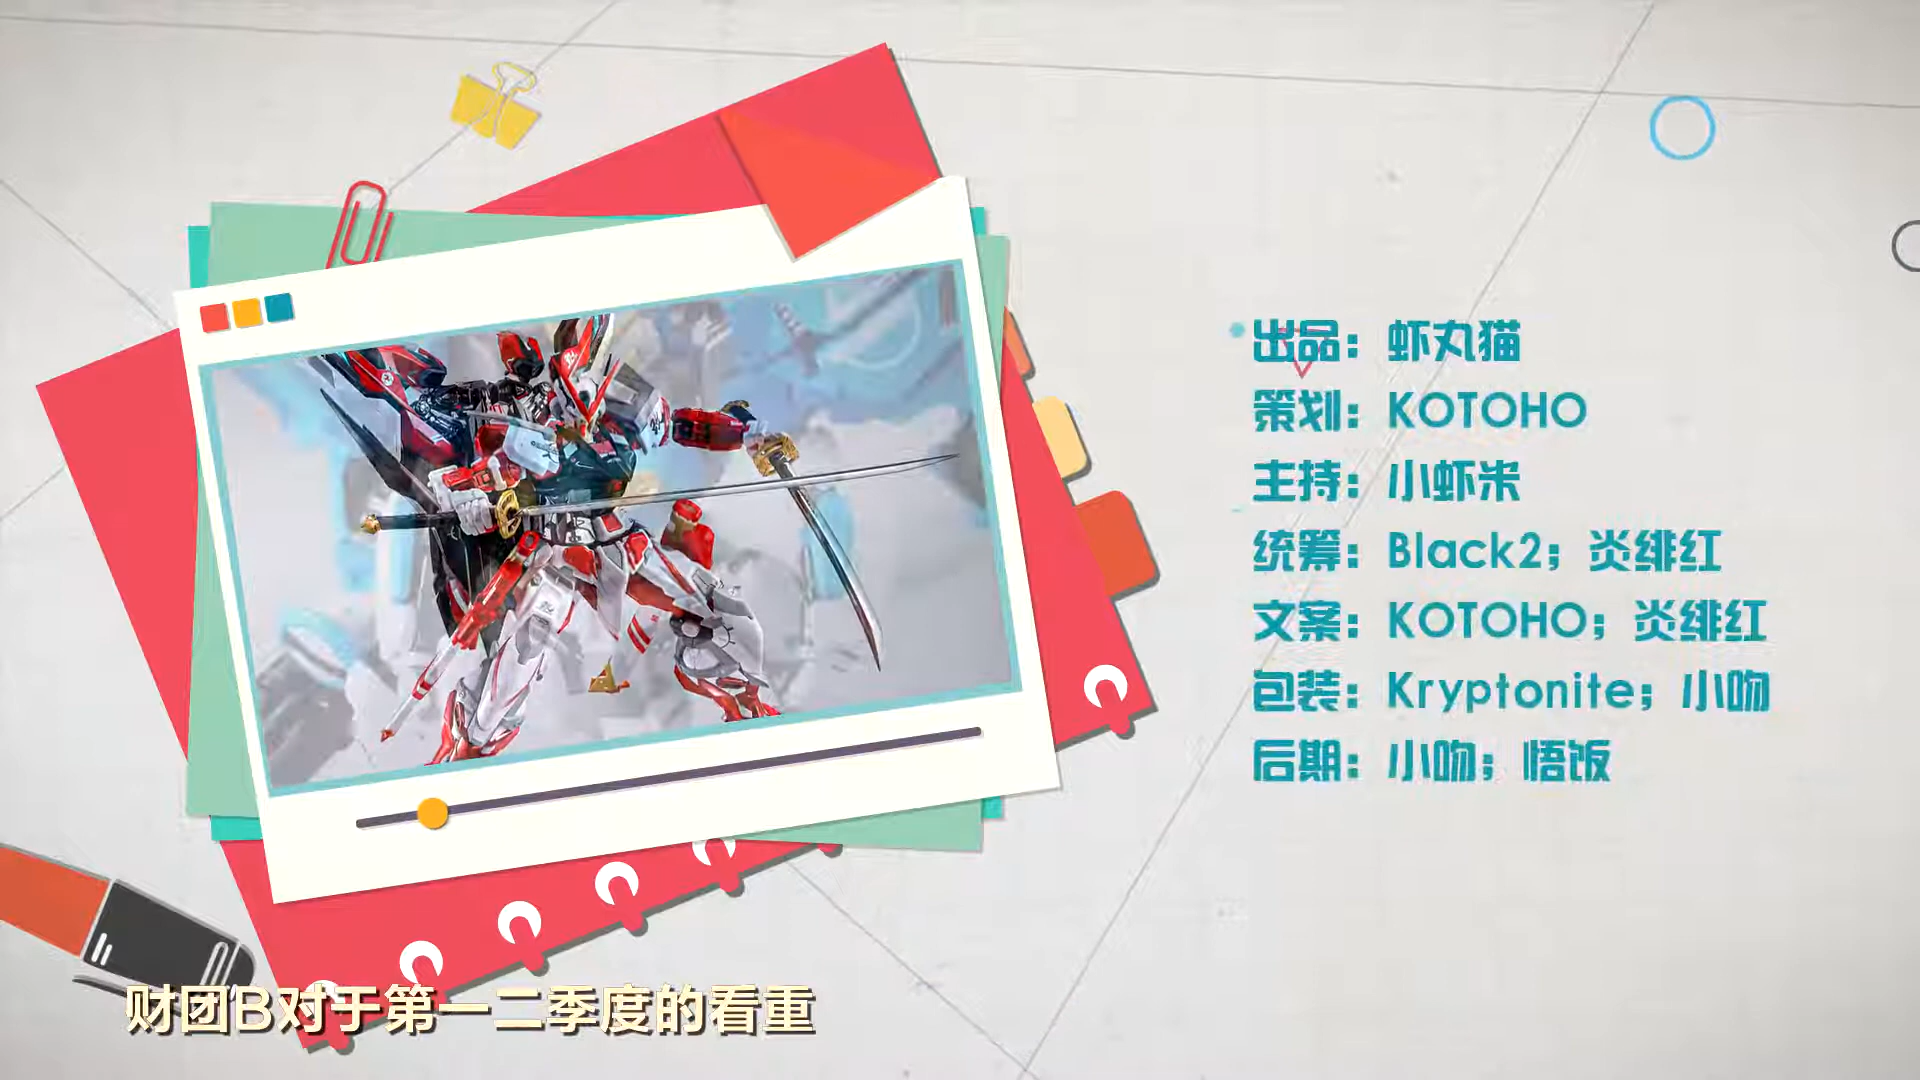 出品：虾丸猫
策划：KOTOHO
主持：小虾米
统筹：Black2；炎绯红
文案：KOTOHO；炎绯红
包装：Kryptonite；小吻
后期：小吻；悟饭
财团B对于第一二季度的看重